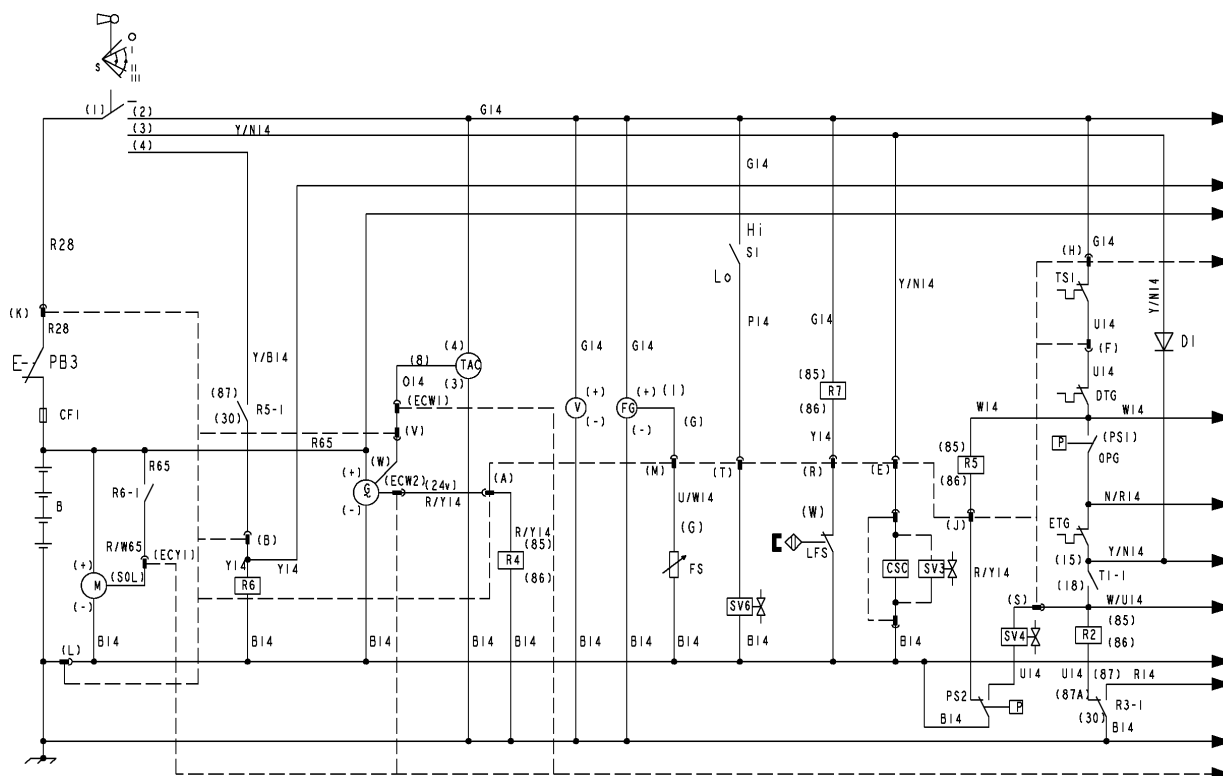 O
I
II
III
S
(1)
(2)
G14
(3)
Y/N14
(4)
G14
R28
Hi
S1
Lo
(H)
G14
TS1
Y/N14
Y/N14
(K)
R28
P14
G14
U14
(F)
D1
E-- PB3
Y/B14
(4)
(8)
TAC
G14
G14
U14
O14
(3)
(85)
R7
(86)
DTG
(87)
R5-1
(30)
(ECW1)
(+)
V
(-)
(+)
FG
(-)
(I)
CF1
(V)
(G)
Y14
W14
W14
R65
(85)
R5
(86)
P
(PS1)
OPG
R65
(W)
(+)
G
(-)
(ECW2)
(24v)
(A)
(M)
(T)
(R)
(E)
R6-1
R/Y14
U/W14
N/R14
B
(W)
(J)
ETG
R/W65
(ECY1)
(B)
R/Y14
(85)
R4
(86)
(G)
FS
LFS
(15)
Y/N14
(+)
M
(-)
(SOL)
Y14
R6
Y14
CSC
SV3
R/Y14
T1-1
(18)
SV6
(S)
W/U14
SV4
(85)
R2
(86)
(L)
B14
B14
B14
B14
B14
B14
B14
B14
B14
B14
U14
U14
(87)
R14
PS2
P
(87A)
R3-1
(30)
B14
B14